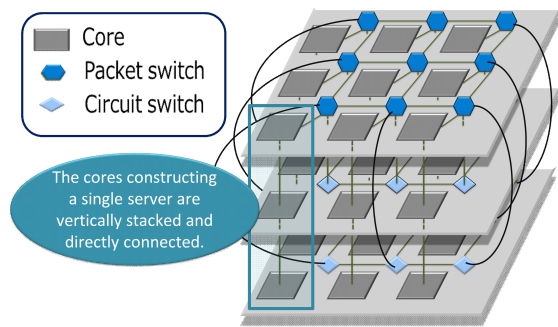 Core
Packet switch
Circuit switch
The cores constructing
a single server are
vertically stacked and
directly connected.